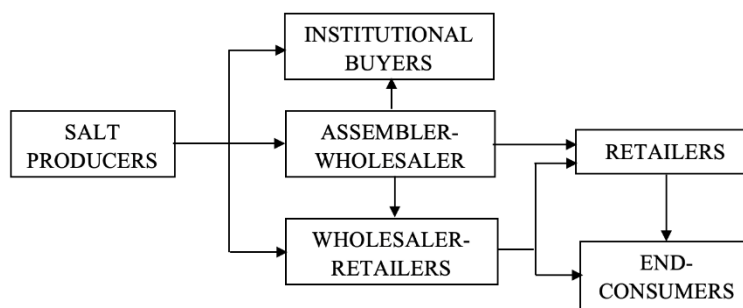 INSTITUTIONAL
BUYERS
SALT
PRODUCERS
ASSEMBLER-
WHOLESALER
RETAILERS
WHOLESALER-
RETAILERS
END-
CONSUMERS